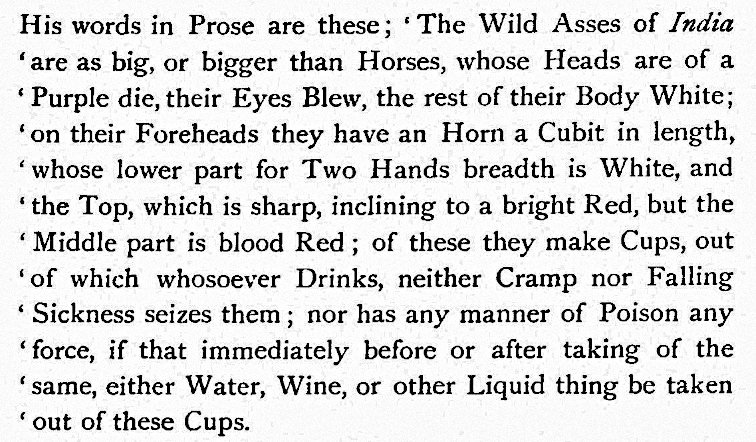 His words in Prose are these; ‘The Wild Asses of India
‘are as big, or bigger than Horses, whose Heads are of a
‘Purple die, their Eyes Blew, the rest of their Body White;
‘on their Foreheads they have an Horn a Cubit in length,
‘whose lower part for Two Hands breadth is White, and
‘the Top, which is sharp, inclining to a bright Red, but the
‘Middle part is blood Red; of these they make Cups, out
‘of which whosoever Drinks, neither Cramp nor Falling
‘Sickness seizes them; nor has any manner of Poison any
‘force, if that immediately before or after taking of the
‘same, either Water, Wine, or other Liquid thing be taken
‘out of these Cups.